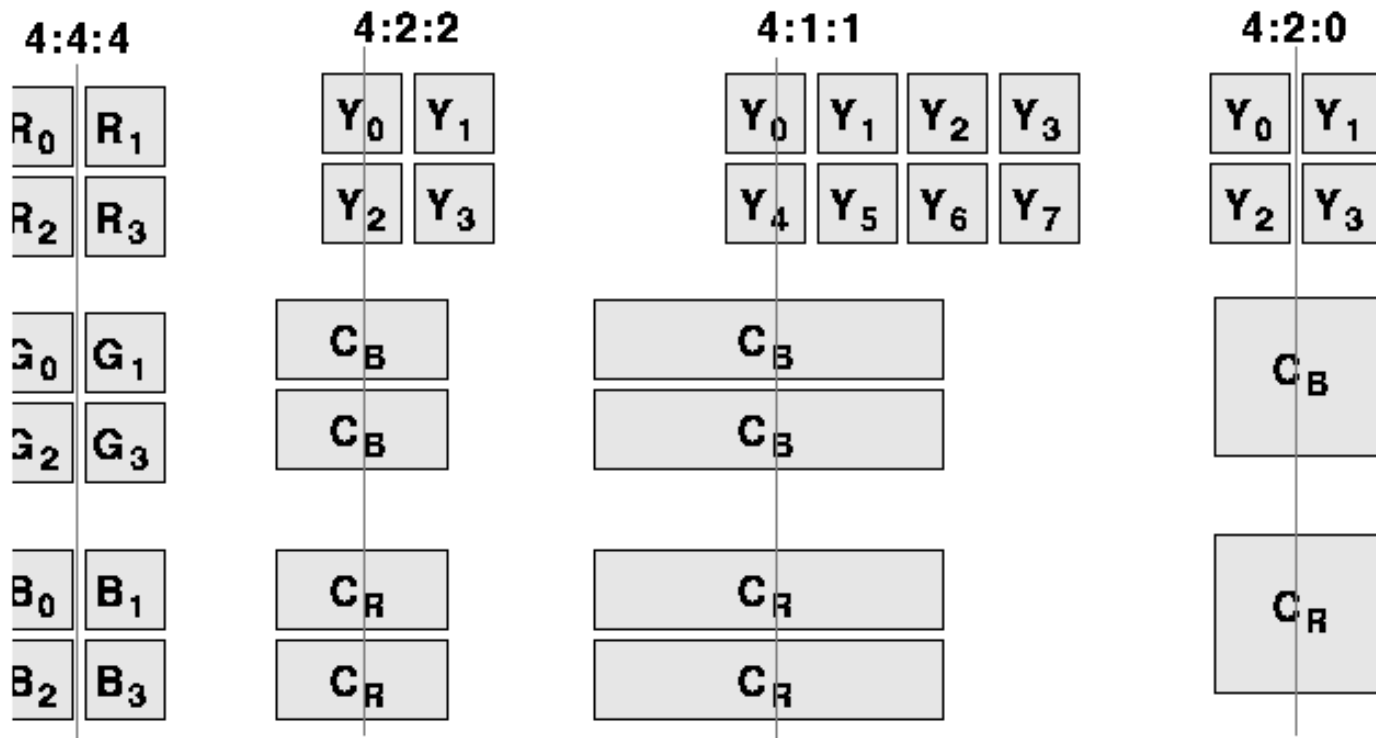 4:4:4 4:2:2 4:1:1 4:2:0
R0 R1 Y0 Y1 Y0 Y1 Y2 Y3 Y0 Y1
R2 R3 Y2 Y3 Y4 Y5 Y6 Y7 Y2 Y3
G0 G1 CB CB CB
G2 G3 CB CB
B0 B1 CR CR CR
B2 B3 CR CR